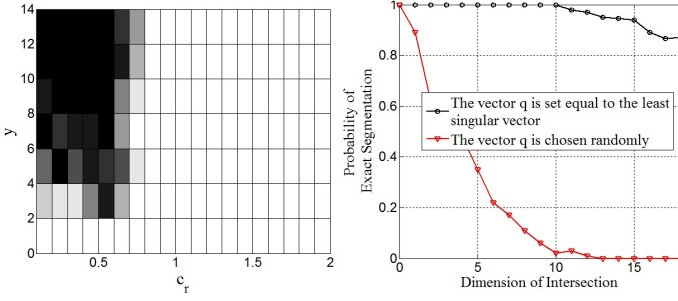 14
12
10
8
6
4
2
0
y
0.5
1
1.5
2
c_r
1
0.8
0.6
0.4
0.2
0
Probability of
Exact Segmentation
The vector q is set equal to the least
singular vector
The vector q is chosen randomly
0
5
10
15
Dimension of Intersection